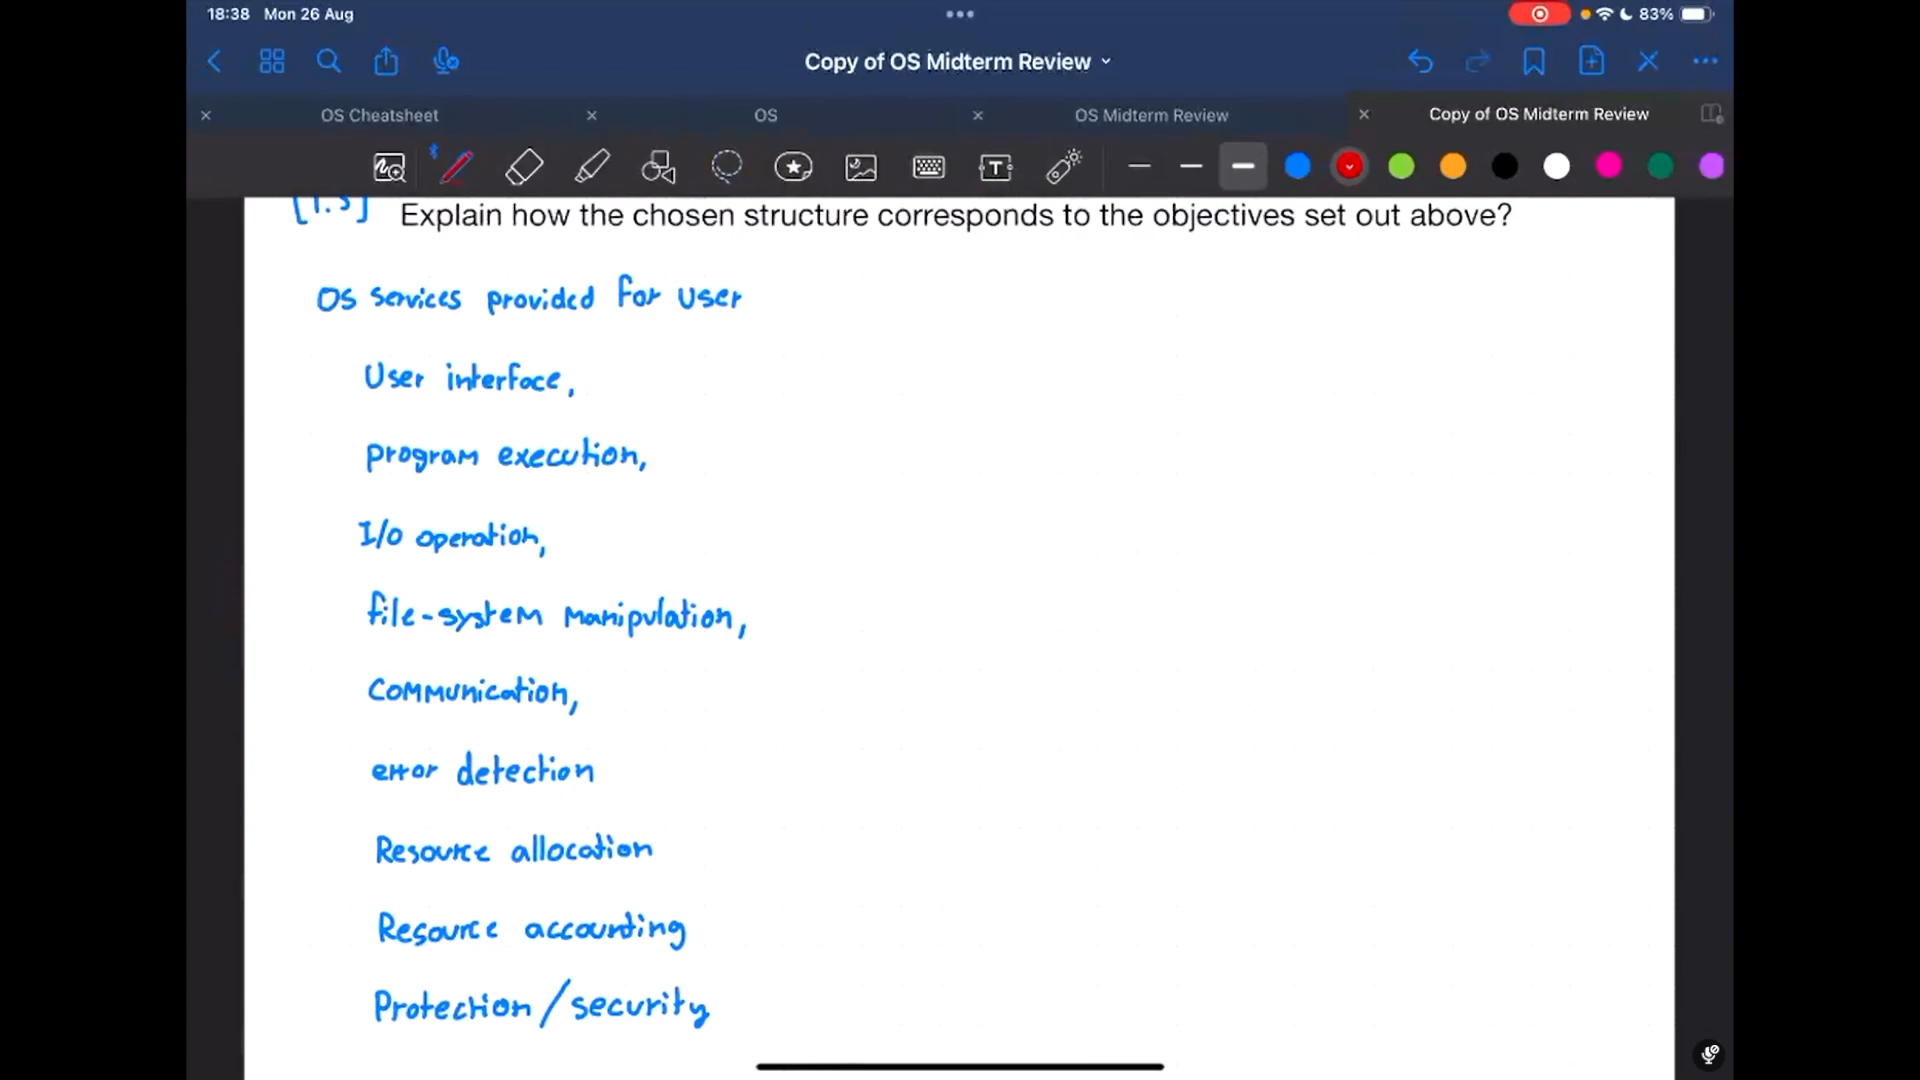 18:38 Mon 26 Aug
83%
Copy of OS Midterm Review
OS Cheatsheet
OS
OS Midterm Review
Copy of OS Midterm Review
[1.5] Explain how the chosen structure corresponds to the objectives set out above?
OS services provided for user
User interface,
program execution,
I/o operation,
file-system manipulation,
communication,
error detection
Resource allocation
Resource accounting
Protection/security